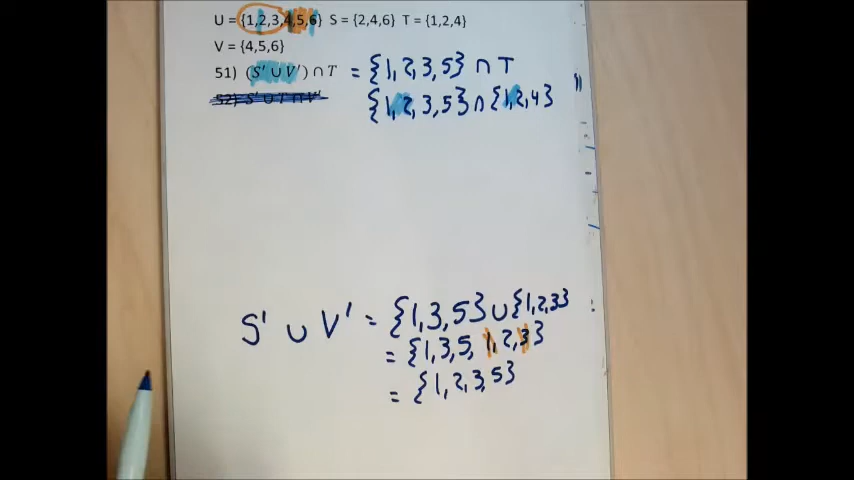 U = {1,2,3,4,5,6} S = {2,4,6} T = {1,2,4}
V = {4,5,6}
51) (S′ ∪ V′) ∩ T = {1,2,3,5} ∩ T
52) S′ ∪ T ∩ V′
{1,2,3,5} ∩ {1,2,4}
S' ∪ V' = {1,3,5} ∪ {1,2,3}
= {1,3,5,1,2,3}
= {1,2,3,5}